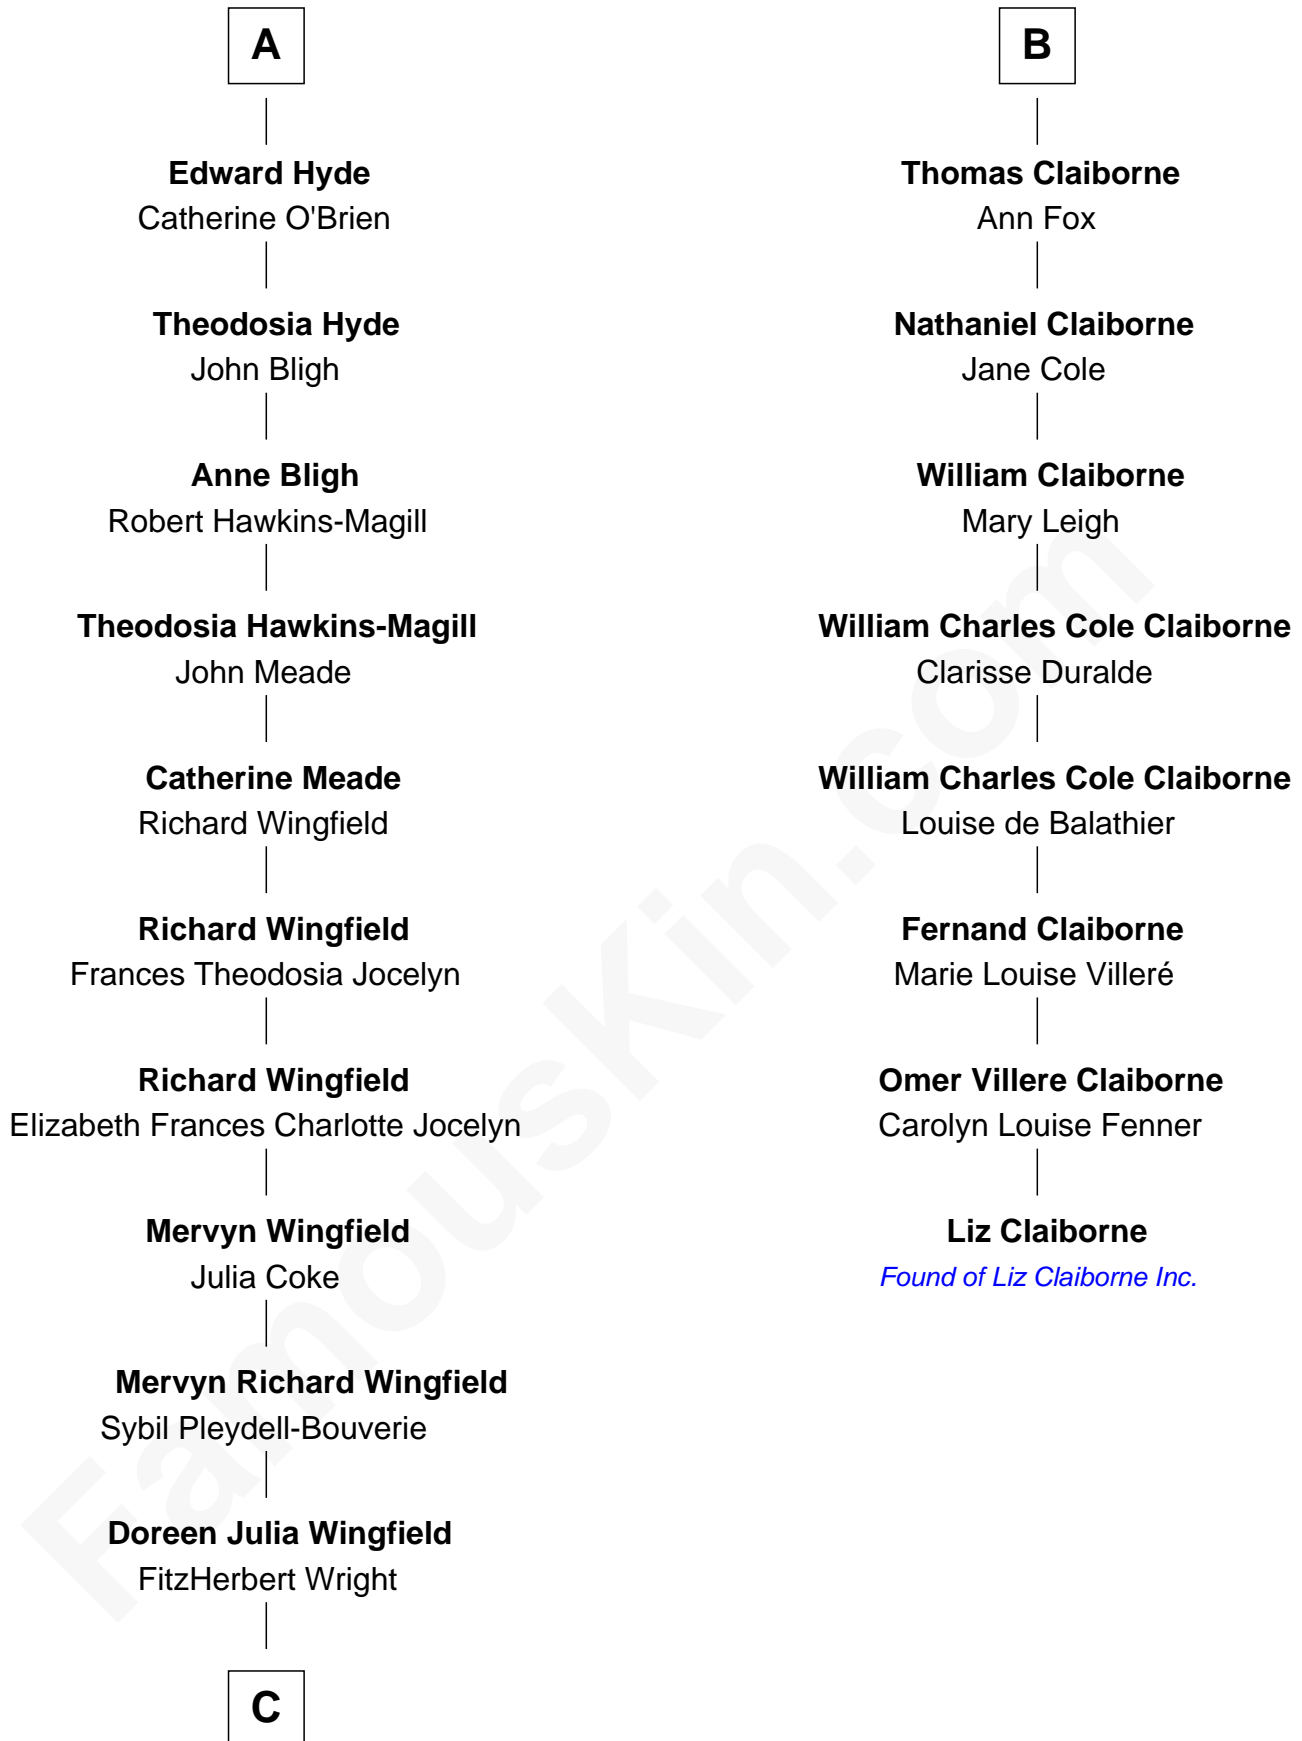 A
Edward Hyde
Catherine O'Brien
Theodosia Hyde
John Bligh
Anne Bligh
Robert Hawkins-Magill
Theodosia Hawkins-Magill
John Meade
Catherine Meade
Richard Wingfield
Richard Wingfield
Frances Theodosia Jocelyn
Richard Wingfield
Elizabeth Frances Charlotte Jocelyn
Mervyn Wingfield
Julia Coke
Mervyn Richard Wingfield
Sybil Pleydell-Bouverie
Doreen Julia Wingfield
FitzHerbert Wright
C
B
Thomas Claiborne
Ann Fox
Nathaniel Claiborne
Jane Cole
William Claiborne
Mary Leigh
William Charles Cole Claiborne
Clarisse Duralde
William Charles Cole Claiborne
Louise de Balathier
Fernand Claiborne
Marie Louise Villeré
Omer Villere Claiborne
Carolyn Louise Fenner
Liz Claiborne
Found of Liz Claiborne Inc.
FamousKin.com